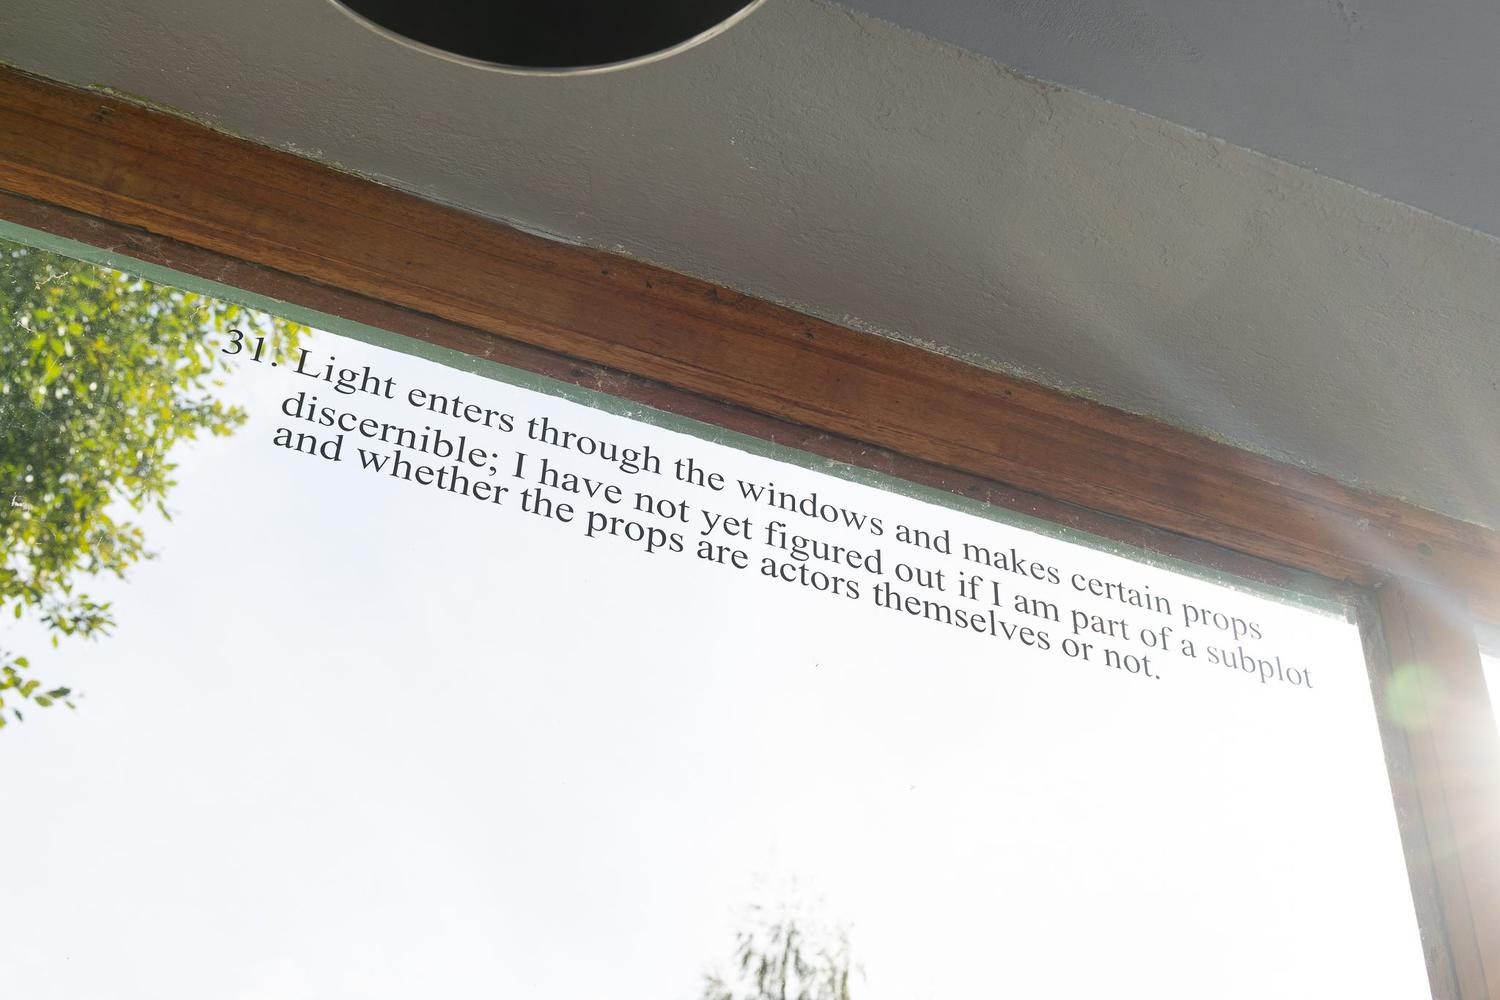 31. Light enters through the windows and makes certain props
discernible; I have not yet figured out if I am part of a subplot
and whether the props are actors themselves or not.